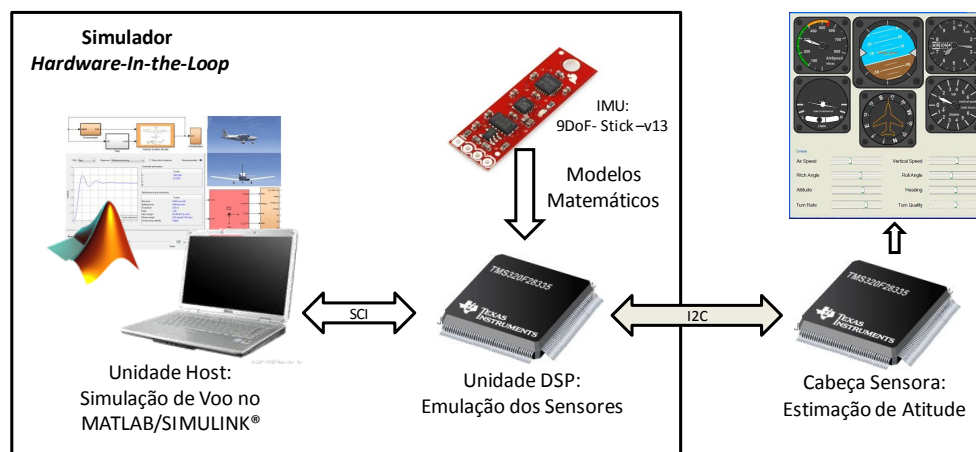 Simulador
Hardware-In-the-Loop
IMU:
9DoF- Stick –v13
Modelos
Matemáticos
TMS320F28335
TEXAS
INSTRUMENTS
SCI
I2C
TMS320F28335
TEXAS
INSTRUMENTS
Unidade Host:
Simulação de Voo no
MATLAB/SIMULINK®
Unidade DSP:
Emulação dos Sensores
Cabeça Sensora:
Estimação de Atitude
Air Speed
Vertical Speed
Pitch Angle
Roll Angle
Altitude
Heading
Turn Rate
Turn Quality